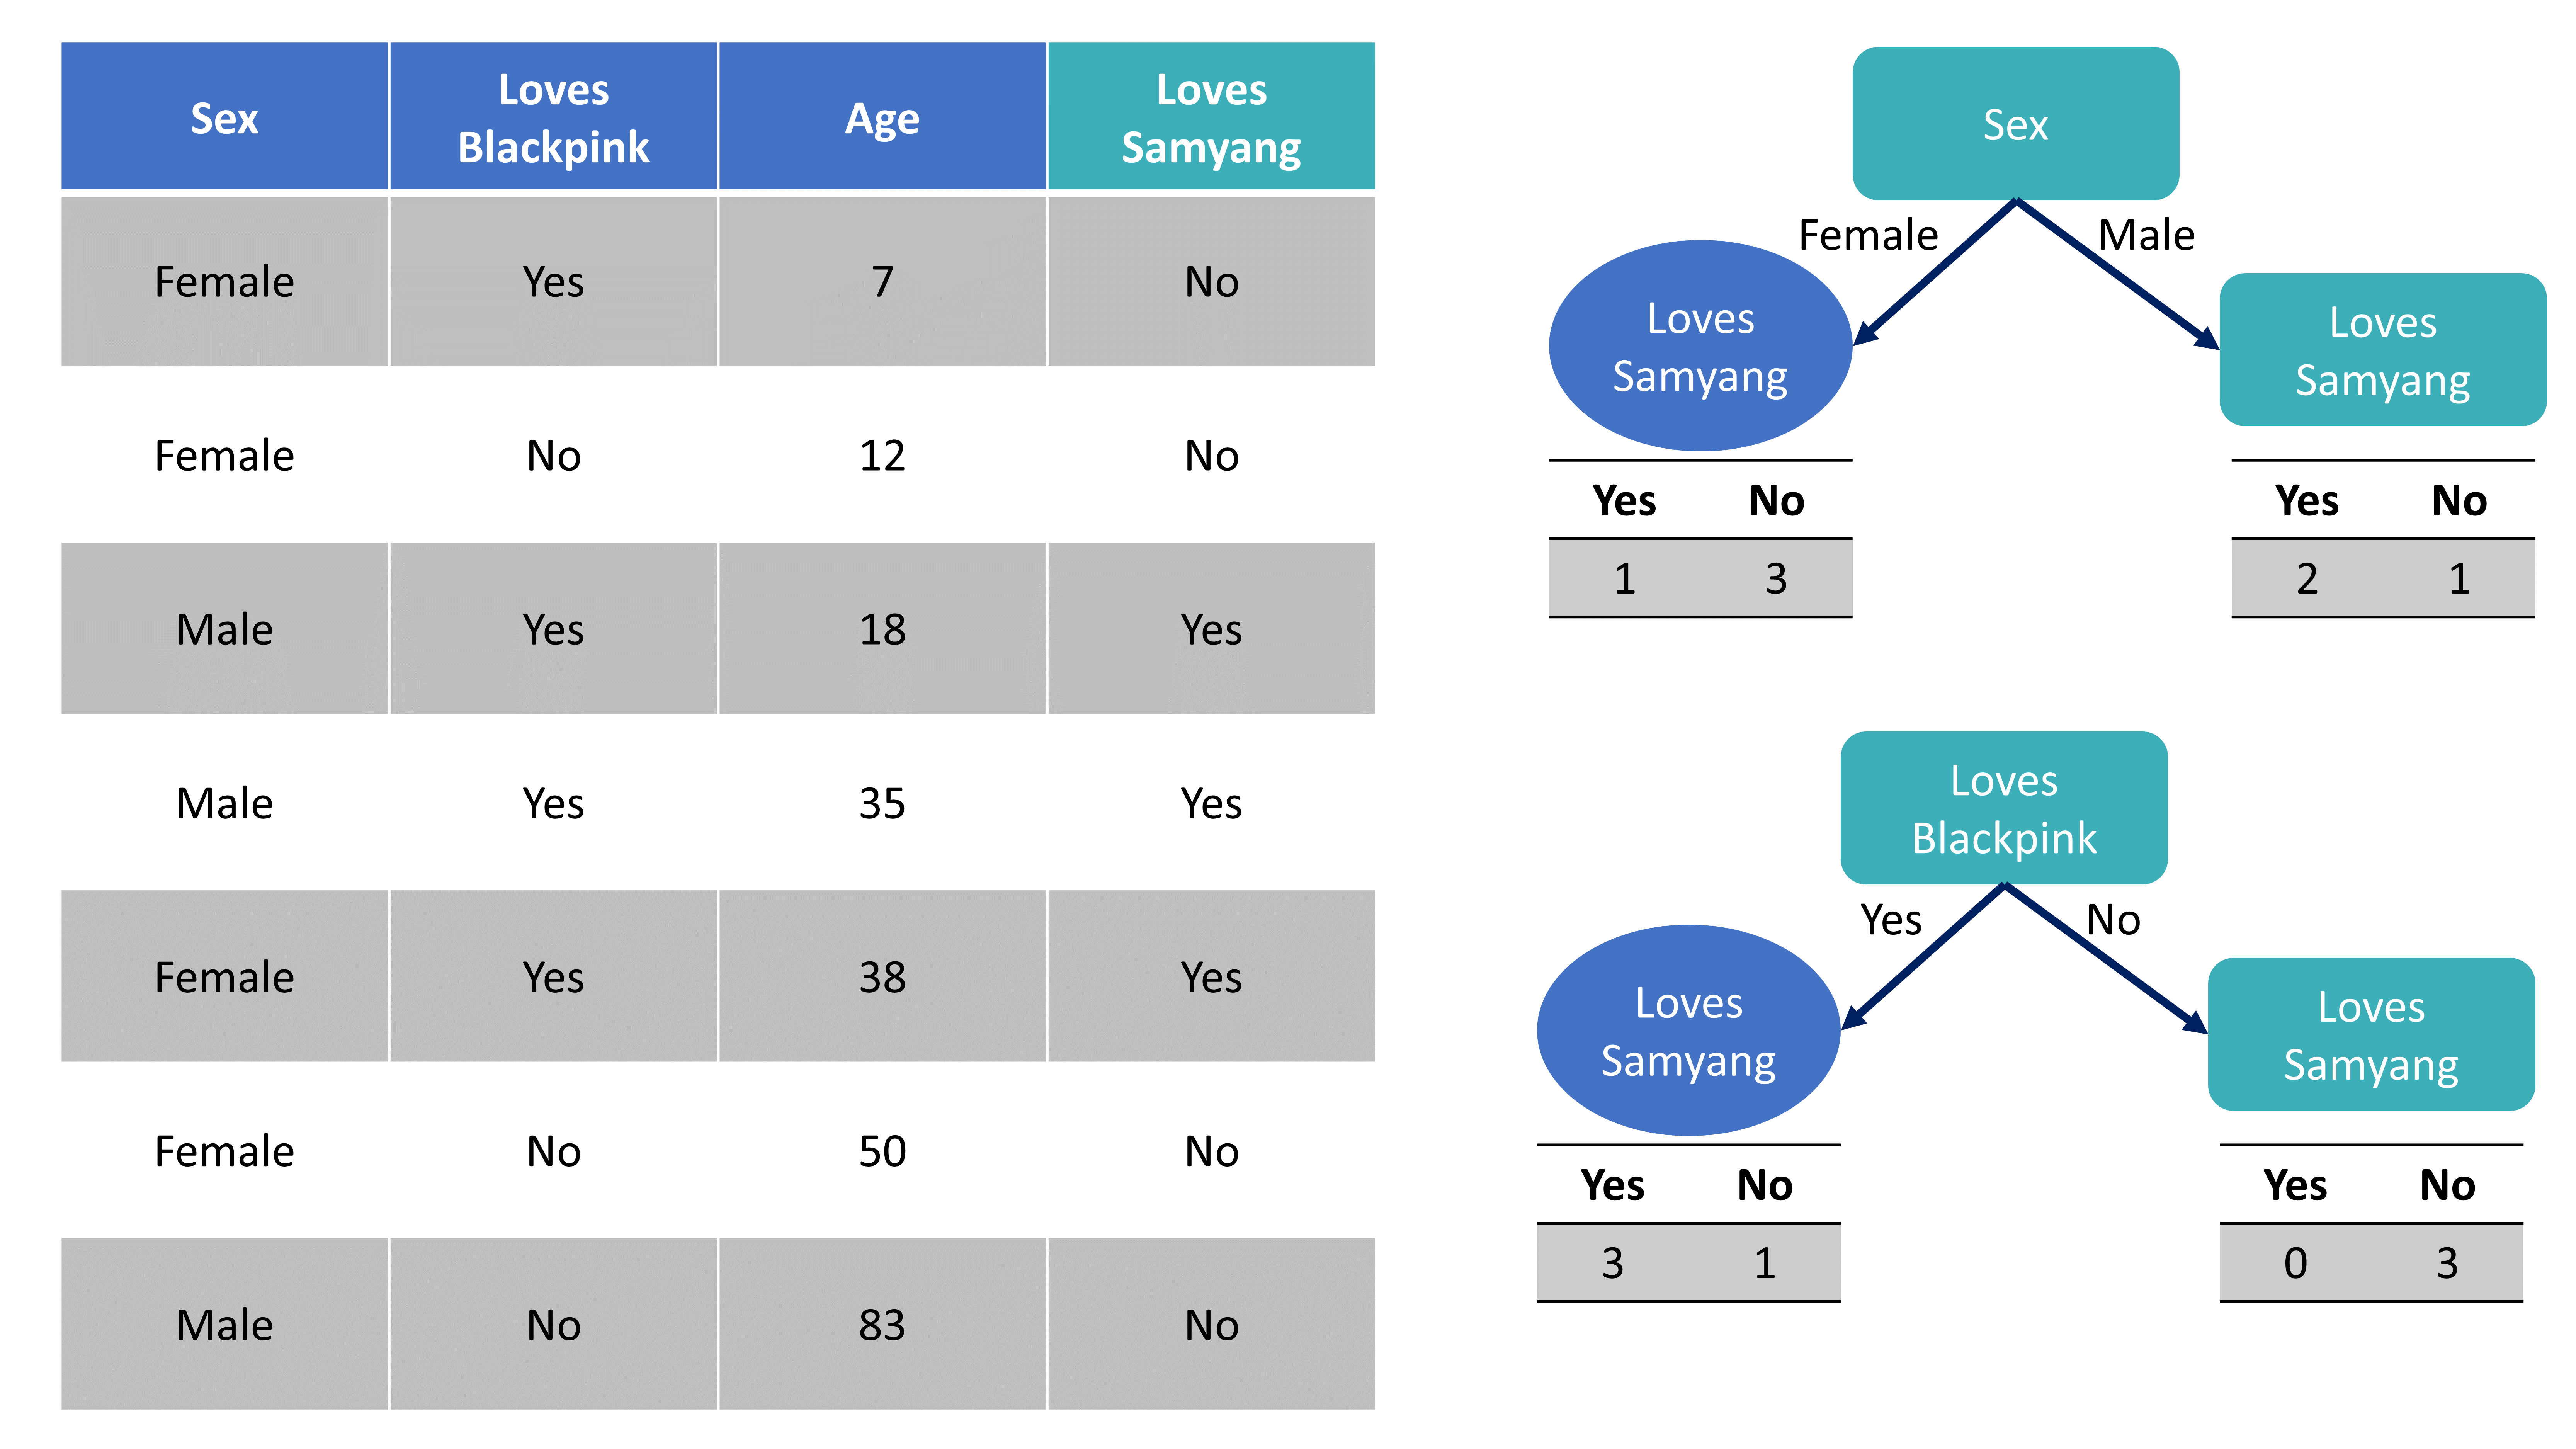 Sex Loves Blackpink Age Loves Samyang
Female Yes 7 No
Female No 12 No
Male Yes 18 Yes
Male Yes 35 Yes
Female Yes 38 Yes
Female No 50 No
Male No 83 No
Sex
Female Male
Loves
Samyang
Yes No
1 3
Loves
Samyang
Yes No
2 1
Loves
Blackpink
Yes No
Loves
Samyang
Yes No
3 1
Loves
Samyang
Yes No
0 3